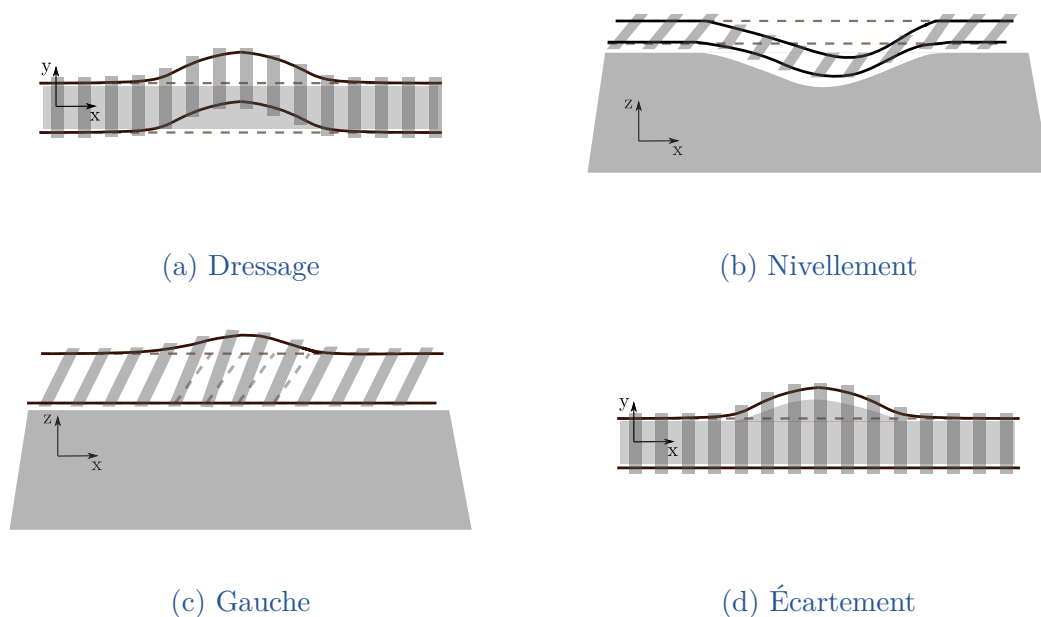 y
x
z
x
(a) Dressage
(b) Nivellement
z
x
y
x
(c) Gauche
(d) Écartement